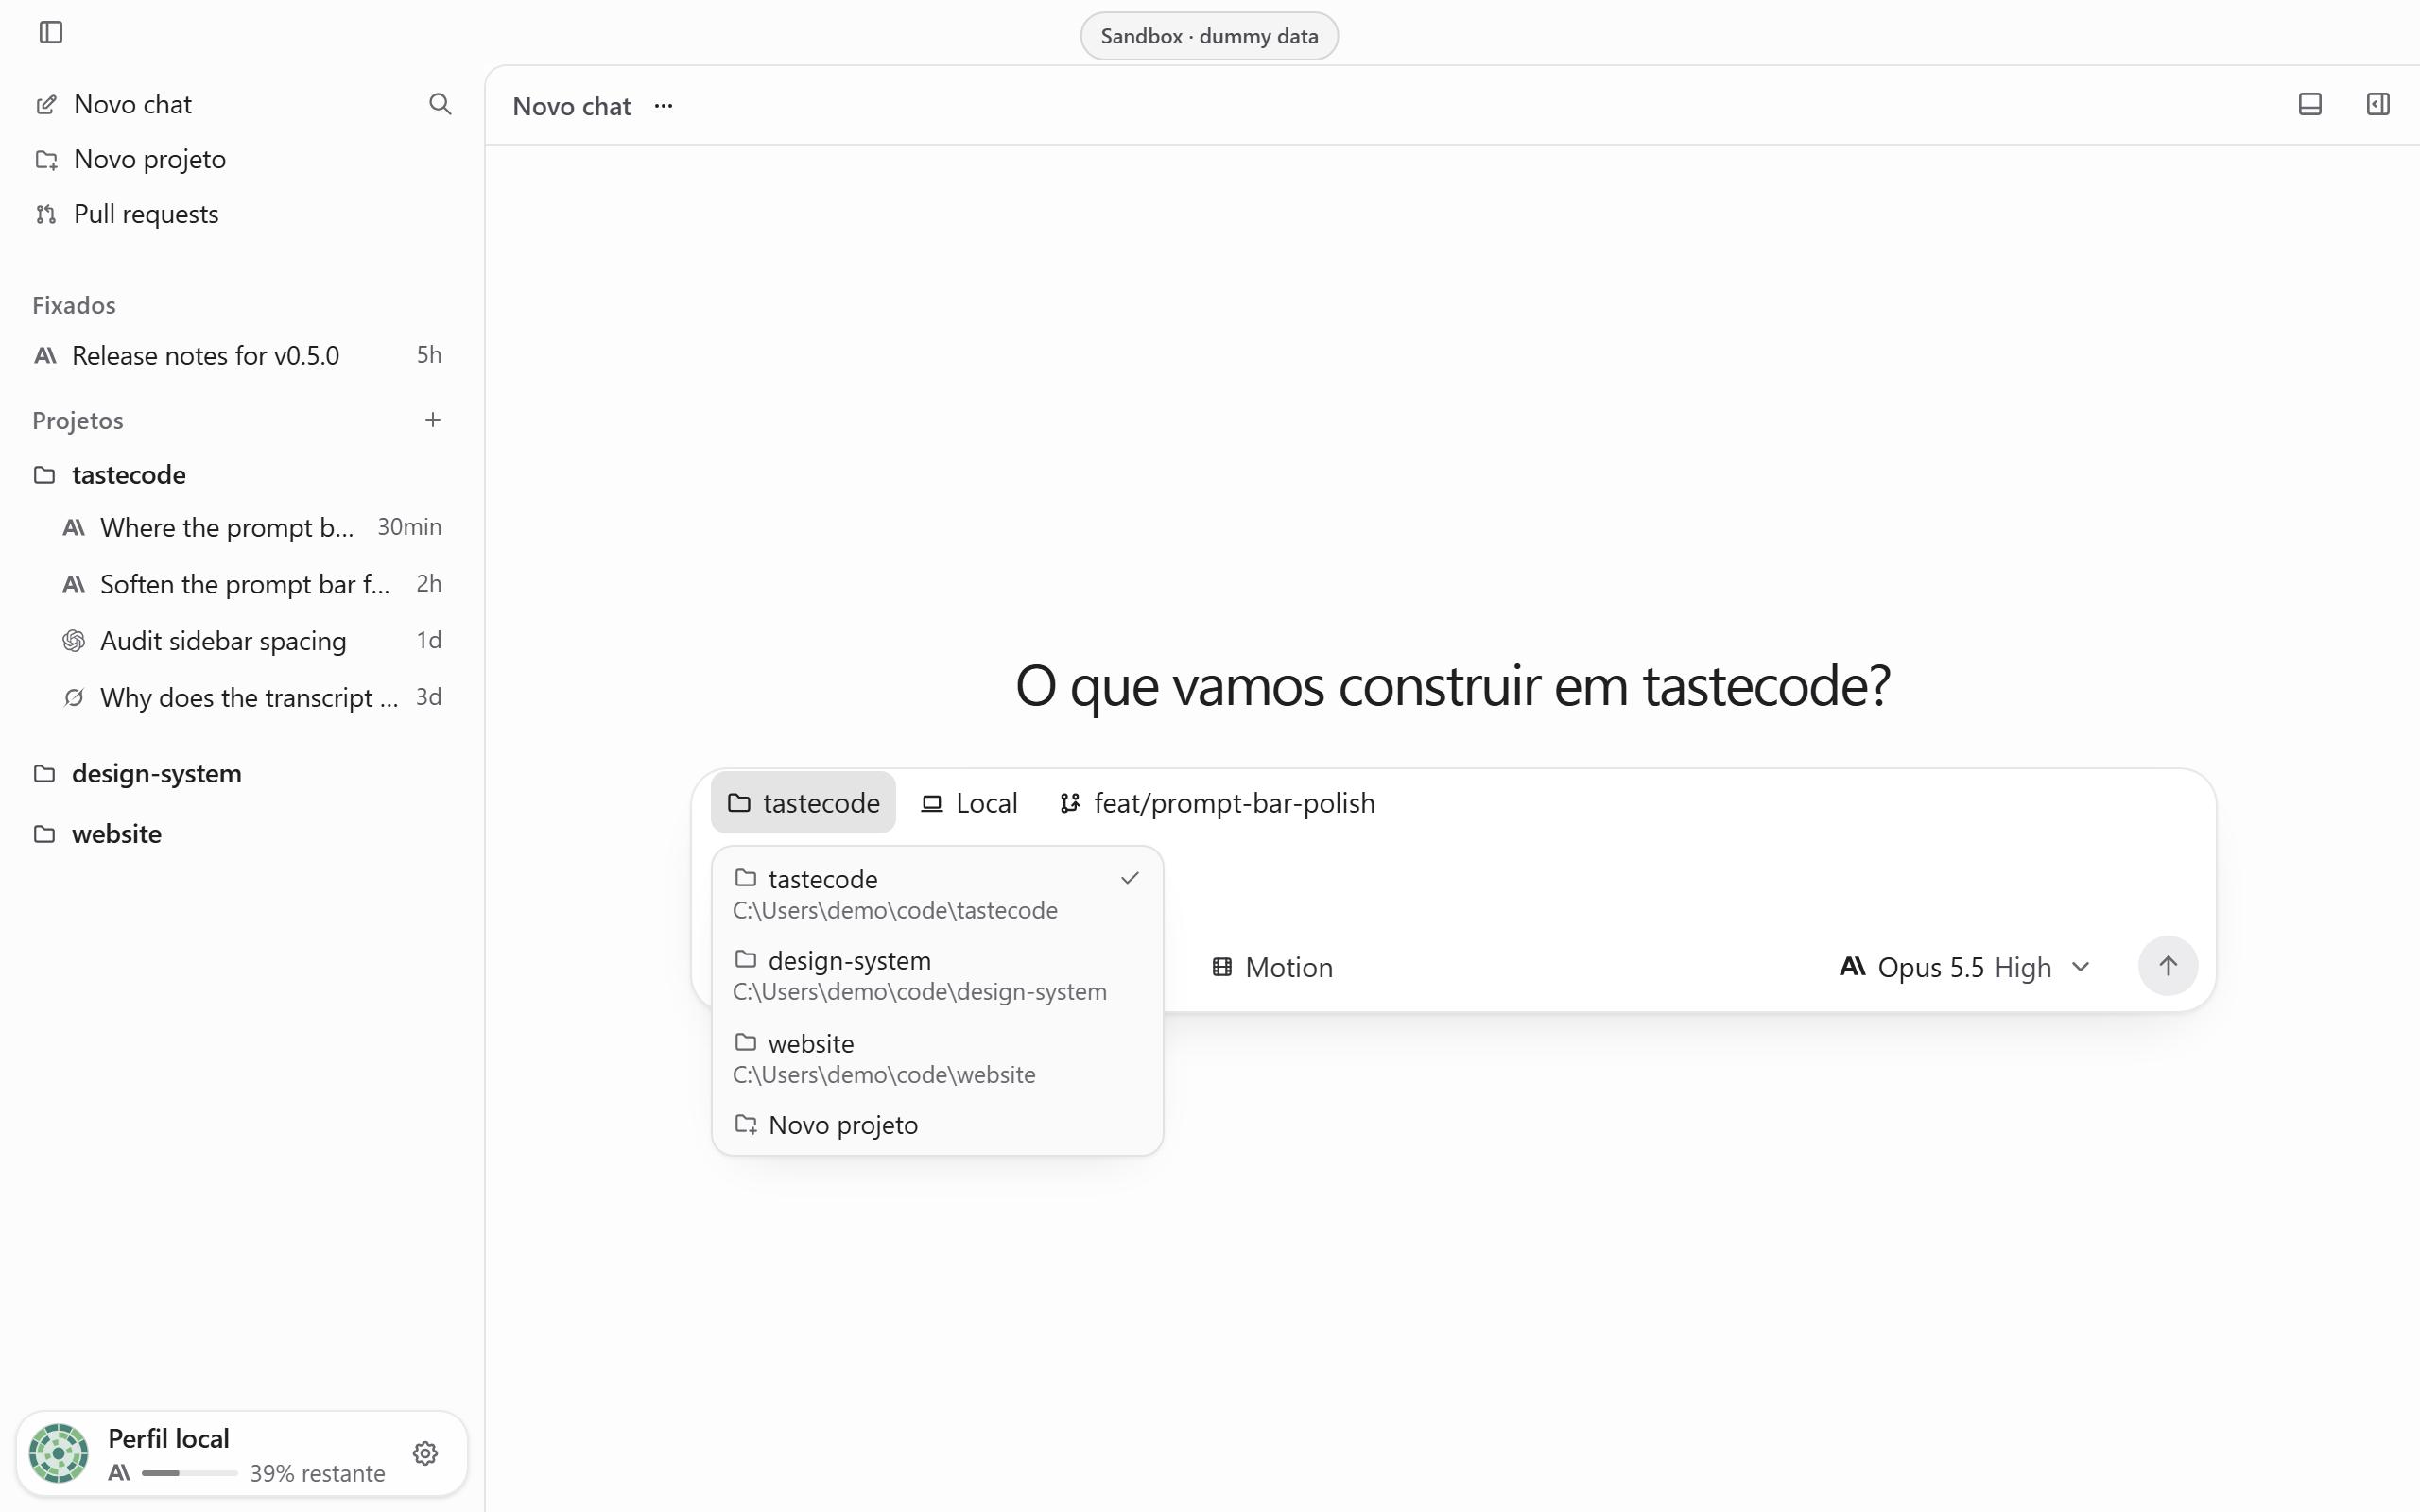 Sandbox · dummy data
Novo chat
Novo projeto
Pull requests
Fixados
Release notes for v0.5.0 5h
Projetos
tastecode
Where the prompt b... 30min
Soften the prompt bar f... 2h
Audit sidebar spacing 1d
Why does the transcript ... 3d
design-system
website
Perfil local
39% restante
Novo chat
O que vamos construir em tastecode?
tastecode Local feat/prompt-bar-polish
tastecode
C:\Users\demo\code\tastecode
design-system
C:\Users\demo\code\design-system
website
C:\Users\demo\code\website
Novo projeto
Motion
Opus 5.5 High